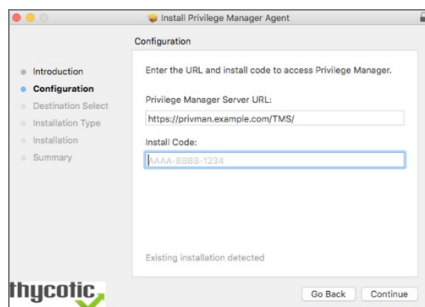 Install Privilege Manager Agent
Configuration
Introduction
Configuration
Destination Select
Installation Type
Installation
Summary
Enter the URL and install code to access Privilege Manager.
Privilege Manager Server URL:
https://privman.example.com/TMS/
Install Code:
AAAA-BBBB-1234
Existing installation detected
thycotic
Go Back
Continue